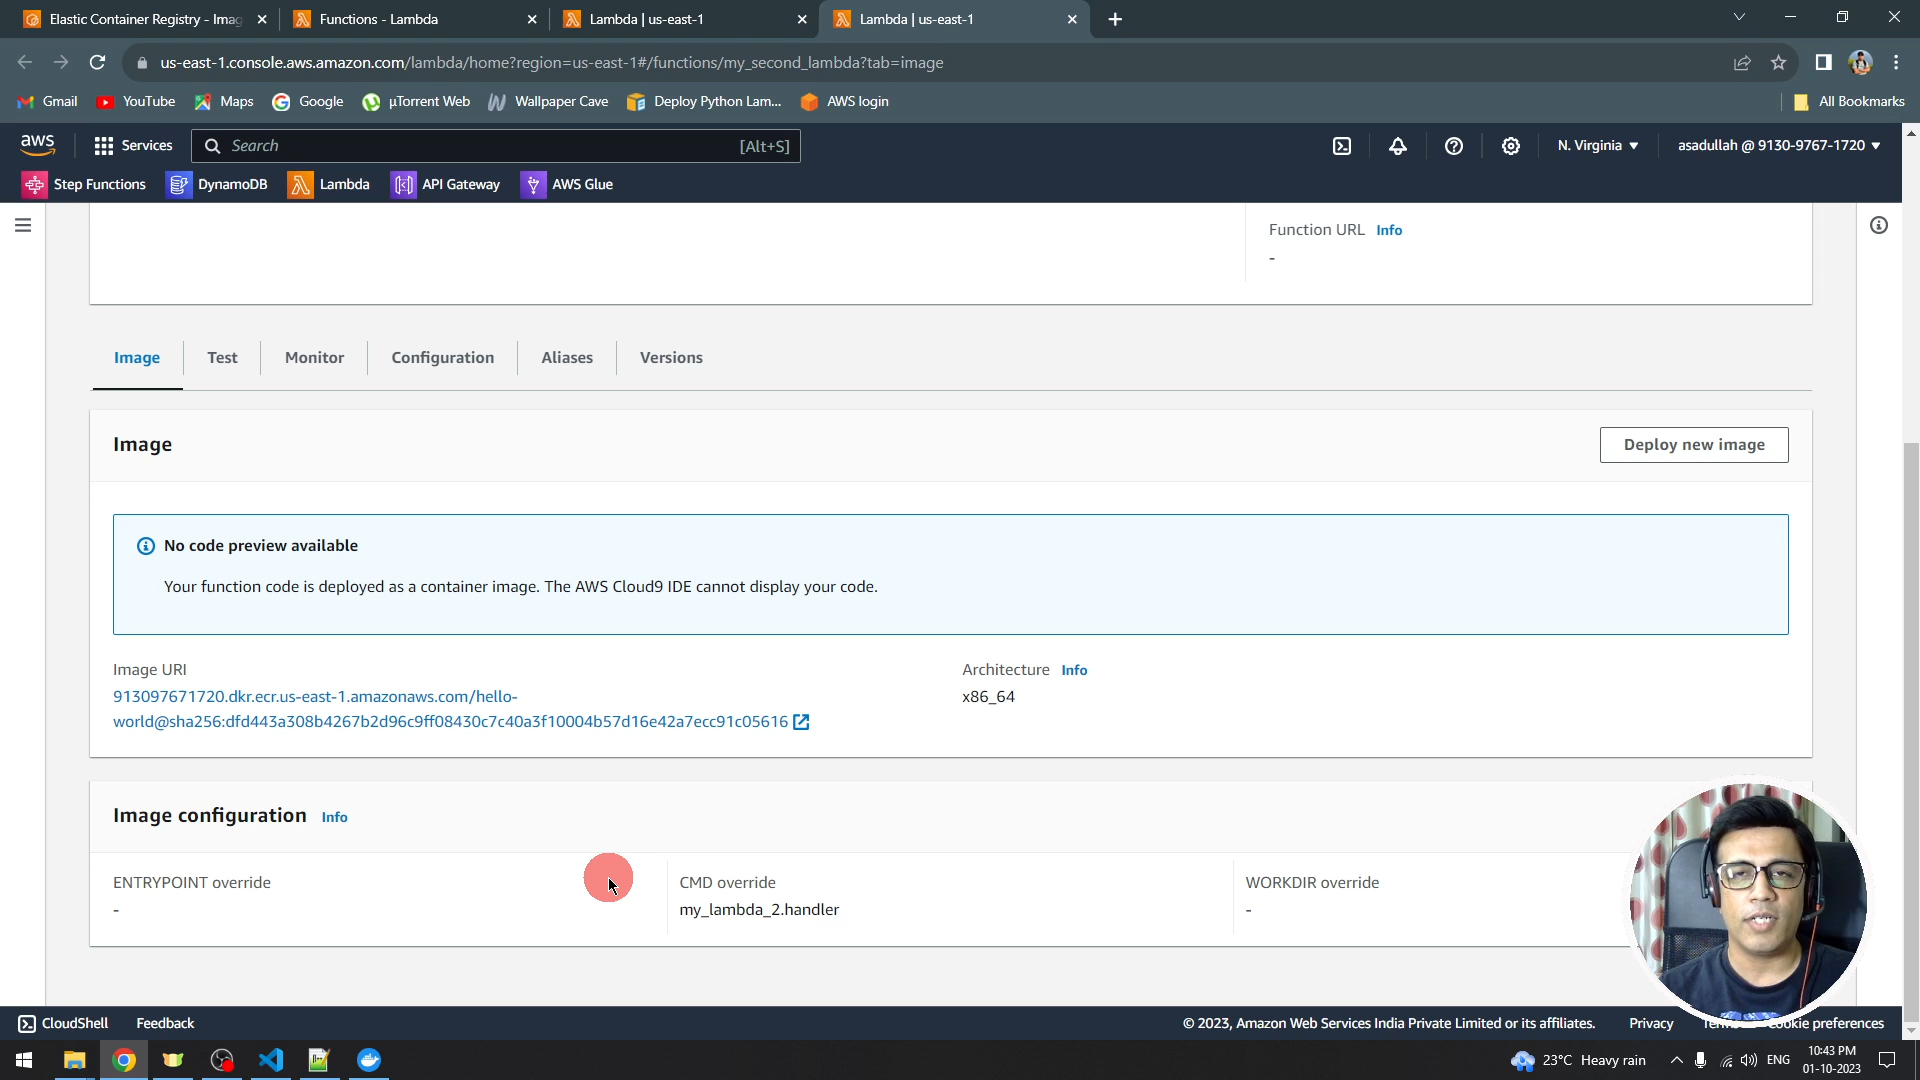 Elastic Container Registry - Imag
Functions - Lambda
Lambda | us-east-1
Lambda | us-east-1
us-east-1.console.aws.amazon.com/lambda/home?region=us-east-1#/functions/my_second_lambda?tab=image
Gmail
YouTube
Maps
Google
µTorrent Web
Wallpaper Cave
Deploy Python Lam...
AWS login
All Bookmarks
aws
Services
Search
[Alt+S]
N. Virginia
asadullah @ 9130-9767-1720
Step Functions
DynamoDB
Lambda
API Gateway
AWS Glue
Function URL Info
-
Image
Test
Monitor
Configuration
Aliases
Versions
Image
Deploy new image
No code preview available
Your function code is deployed as a container image. The AWS Cloud9 IDE cannot display your code.
Image URI
913097671720.dkr.ecr.us-east-1.amazonaws.com/hello-
world@sha256:dfd443a308b4267b2d96c9ff08430c7c40a3f10004b57d16e42a7ecc91c05616
Architecture Info
x86_64
Image configuration Info
ENTRYPOINT override
-
CMD override
my_lambda_2.handler
WORKDIR override
-
CloudShell
Feedback
© 2023, Amazon Web Services India Private Limited or its affiliates.
Privacy
Cookie preferences
23°C Heavy rain
ENG
10:43 PM
01-10-2023